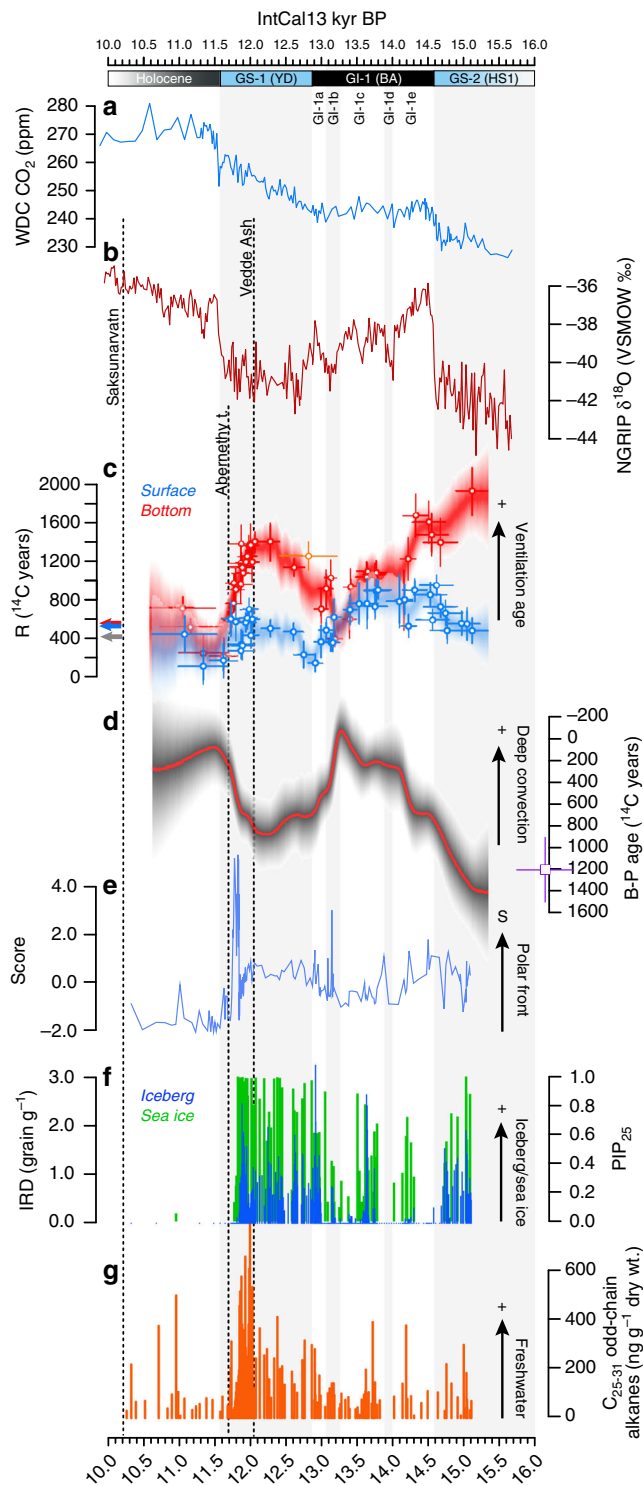 IntCal13 kyr BP
10.0 10.5 11.0 11.5 12.0 12.5 13.0 13.5 14.0 14.5 15.0 15.5 16.0
Holocene GS-1 (YD) GI-1 (BA) GS-2 (HS1)
GI-1a GI-1b GI-1c GI-1d GI-1e
a
WDC CO2 (ppm)
280
270
260
250
240
230
b
Saksunarvatn
Vedde Ash
Abernethy t.
NGRIP δ18O (VSMOW ‰)
−36
−38
−40
−42
−44
c
Surface
Bottom
R (14C years)
2000
1600
1200
800
400
0
+
Ventilation age
d
+
Deep convection
B-P age (14C years)
−200
0
200
400
600
800
1000
1200
1400
1600
e
Score
4.0
2.0
0.0
−2.0
S
Polar front
f
Iceberg
Sea ice
IRD (grain g−1)
3.0
2.0
1.0
0.0
+
Iceberg/sea ice
PIP25
1.0
0.8
0.6
0.4
0.2
0.0
g
+
Freshwater
C25-31 odd-chain
alkanes (ng g−1 dry wt.)
600
400
200
0
10.0 10.5 11.0 11.5 12.0 12.5 13.0 13.5 14.0 14.5 15.0 15.5 16.0